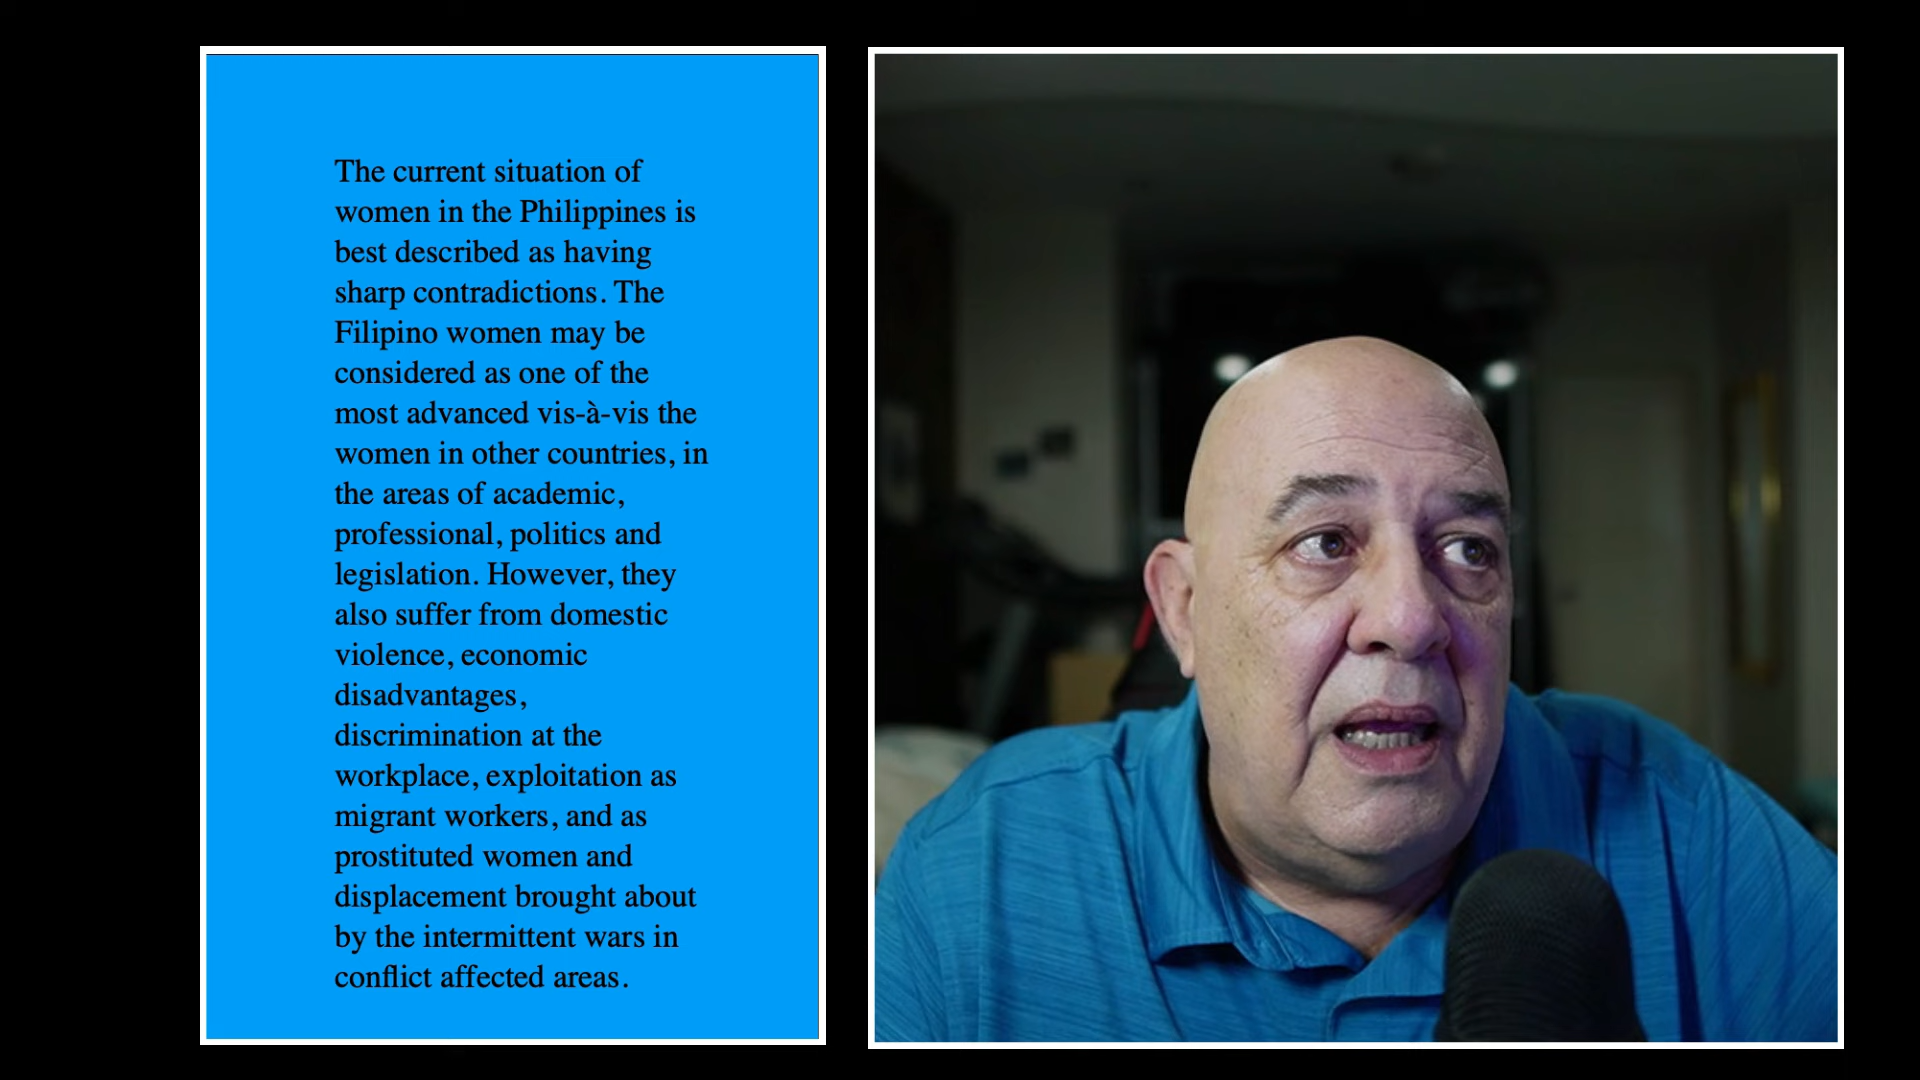 The current situation of
women in the Philippines is
best described as having
sharp contradictions. The
Filipino women may be
considered as one of the
most advanced vis-à-vis the
women in other countries, in
the areas of academic,
professional, politics and
legislation. However, they
also suffer from domestic
violence, economic
disadvantages,
discrimination at the
workplace, exploitation as
migrant workers, and as
prostituted women and
displacement brought about
by the intermittent wars in
conflict affected areas.